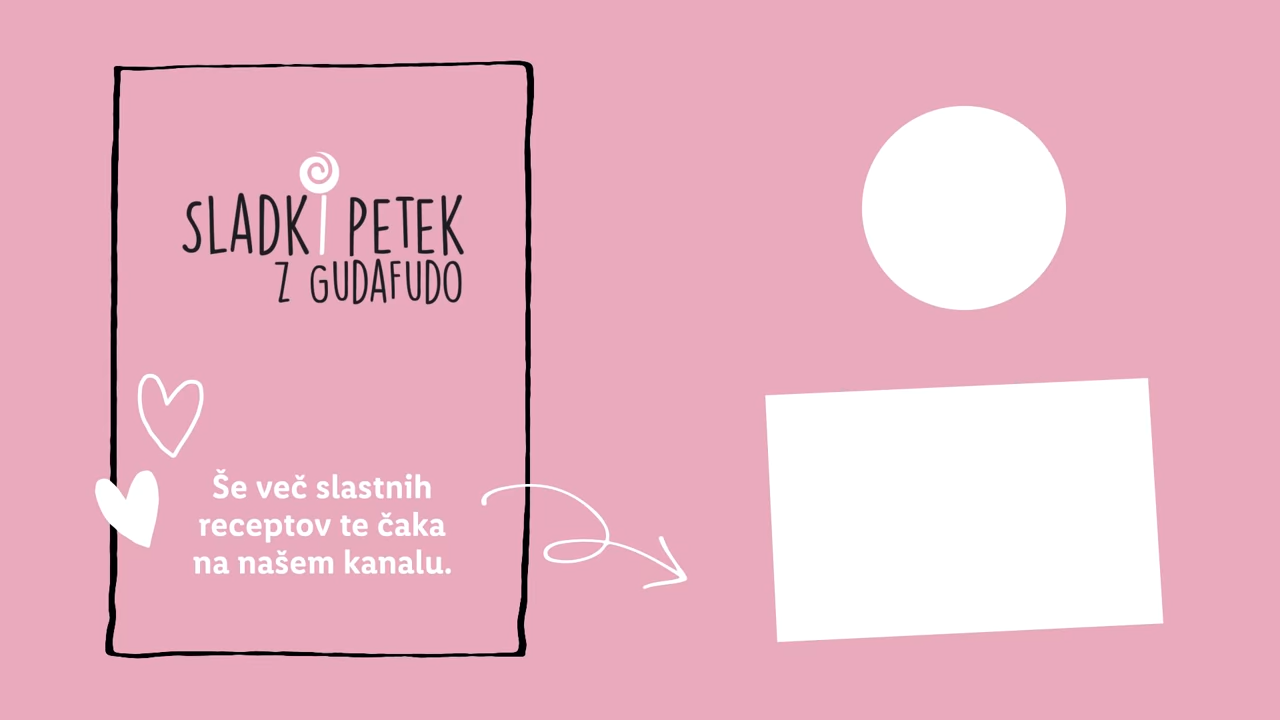 SLADKI PETEK
Z GUDAFUDO
Še več slastnih
receptov te čaka
na našem kanalu.